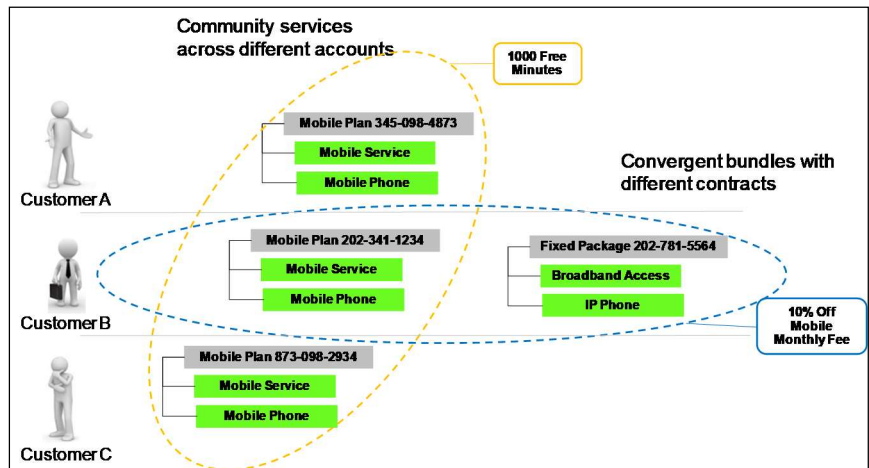 Community services
across different accounts
1000 Free
Minutes
Mobile Plan 345-098-4873
Mobile Service
Mobile Phone
Customer A
Convergent bundles with
different contracts
Mobile Plan 202-341-1234
Mobile Service
Mobile Phone
Fixed Package 202-781-5564
Broadband Access
IP Phone
Customer B
10% Off
Mobile
Monthly Fee
Mobile Plan 873-098-2934
Mobile Service
Mobile Phone
Customer C